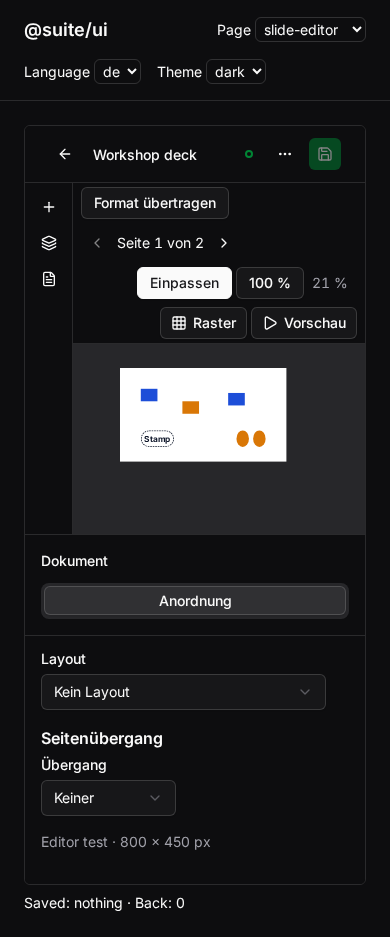 @suite/ui
Page slide-editor
Language de Theme dark
Workshop deck
Format übertragen
Seite 1 von 2
Einpassen 100 % 21 %
Raster Vorschau
Stamp
Dokument
Anordnung
Layout
Kein Layout
Seitenübergang
Übergang
Keiner
Editor test · 800 × 450 px
Saved: nothing · Back: 0